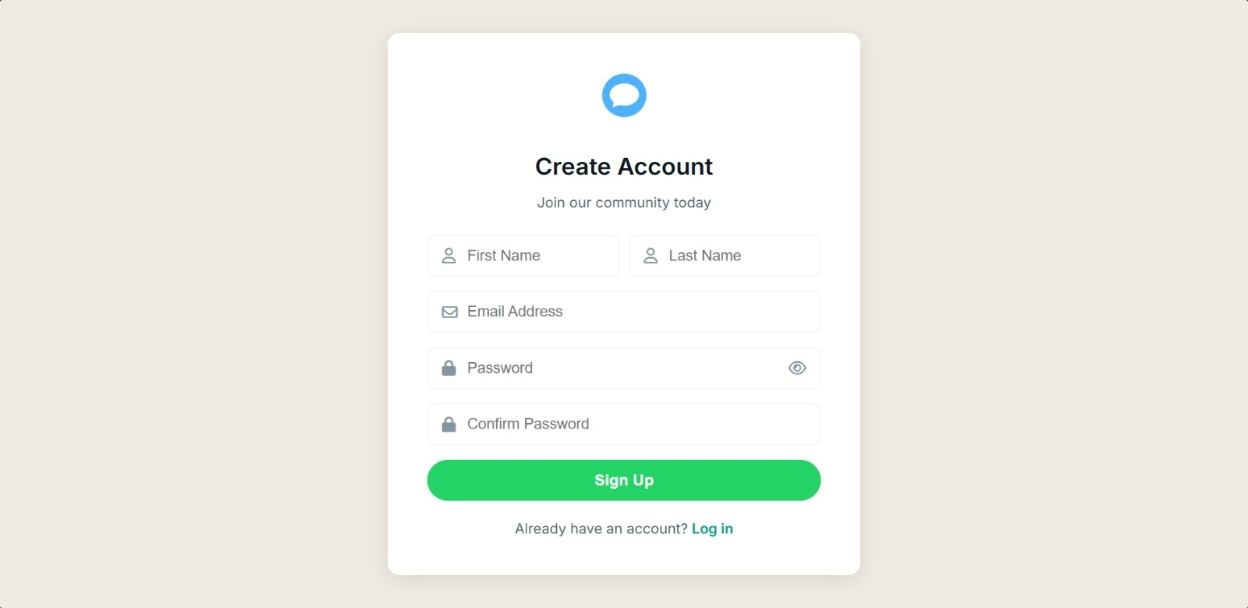 Create Account
Join our community today
First Name
Last Name
Email Address
Password
Confirm Password
Sign Up
Already have an account? Log in